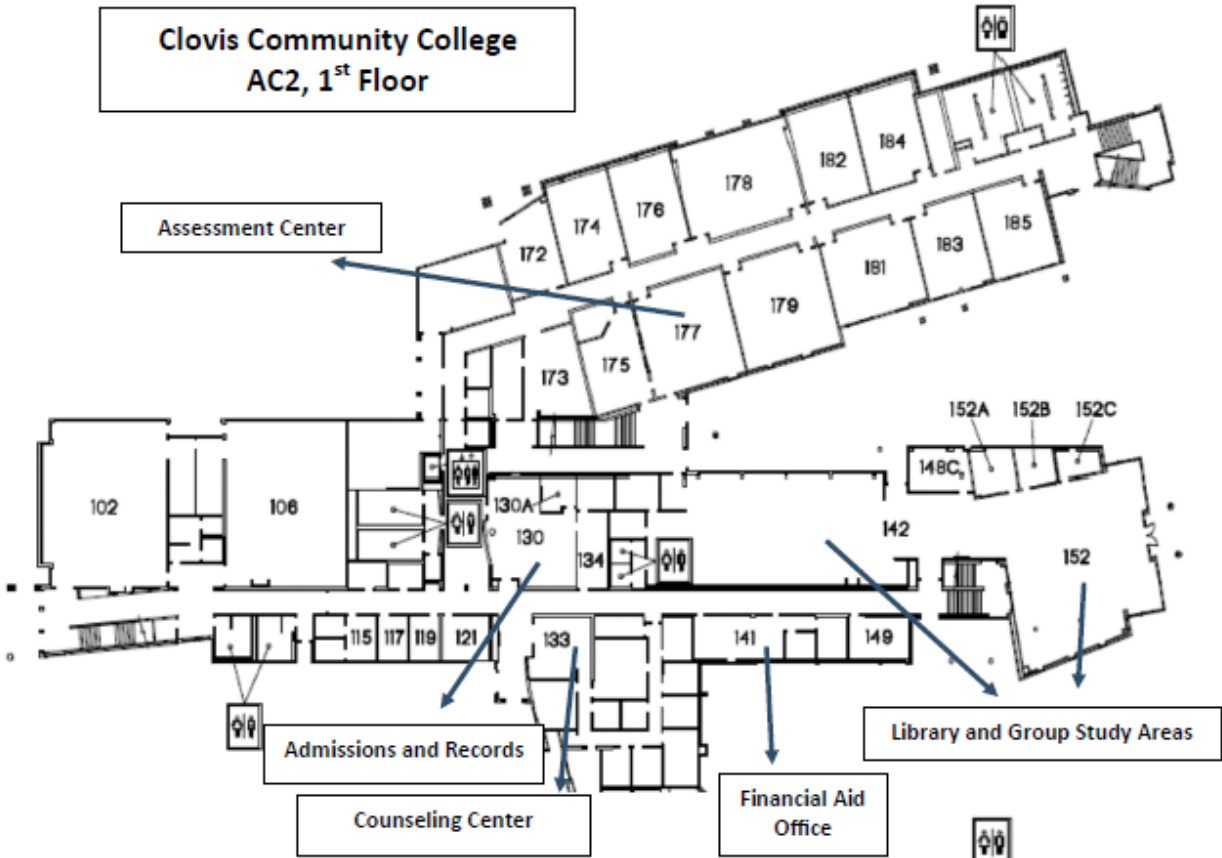 Clovis Community College
AC2, 1st Floor
184
182
178
176
174
172
Assessment Center
185
183
181
179
177
175
173
152A
152B
152C
148C
102
106
130A
130
134
142
152
115
117
119
121
133
141
149
Admissions and Records
Library and Group Study Areas
Counseling Center
Financial Aid
Office